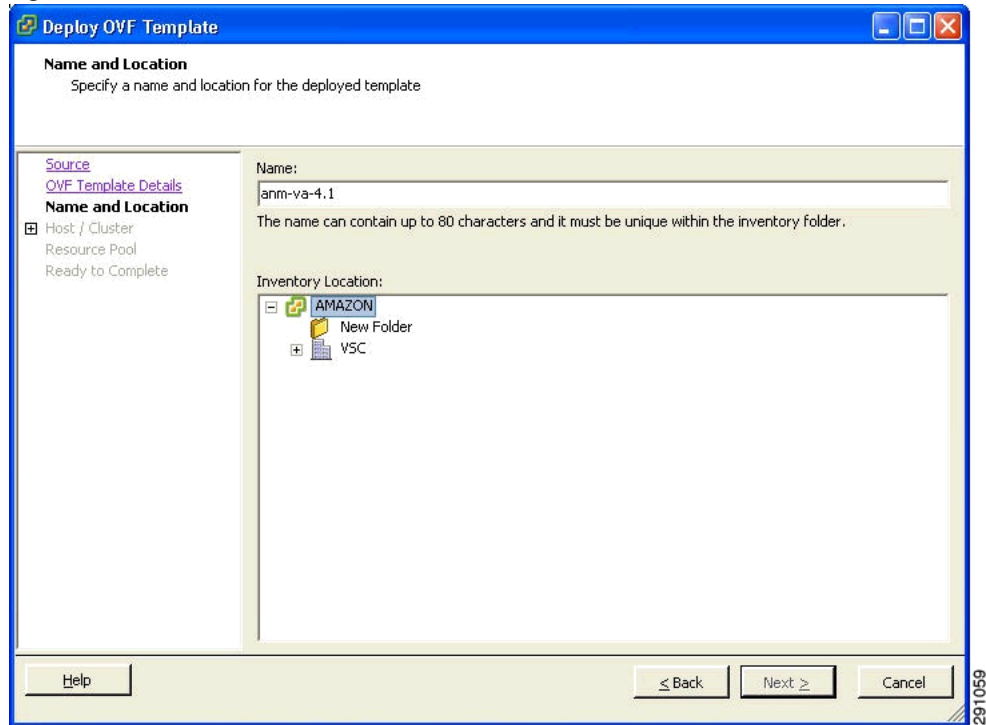 Deploy OVF Template
Name and Location
Specify a name and location for the deployed template
Source
OVF Template Details
Name and Location
Host / Cluster
Resource Pool
Ready to Complete
Name:
anm-va-4.1
The name can contain up to 80 characters and it must be unique within the inventory folder.
Inventory Location:
AMAZON
New Folder
VSC
Help
≤ Back
Next ≥
Cancel
291059